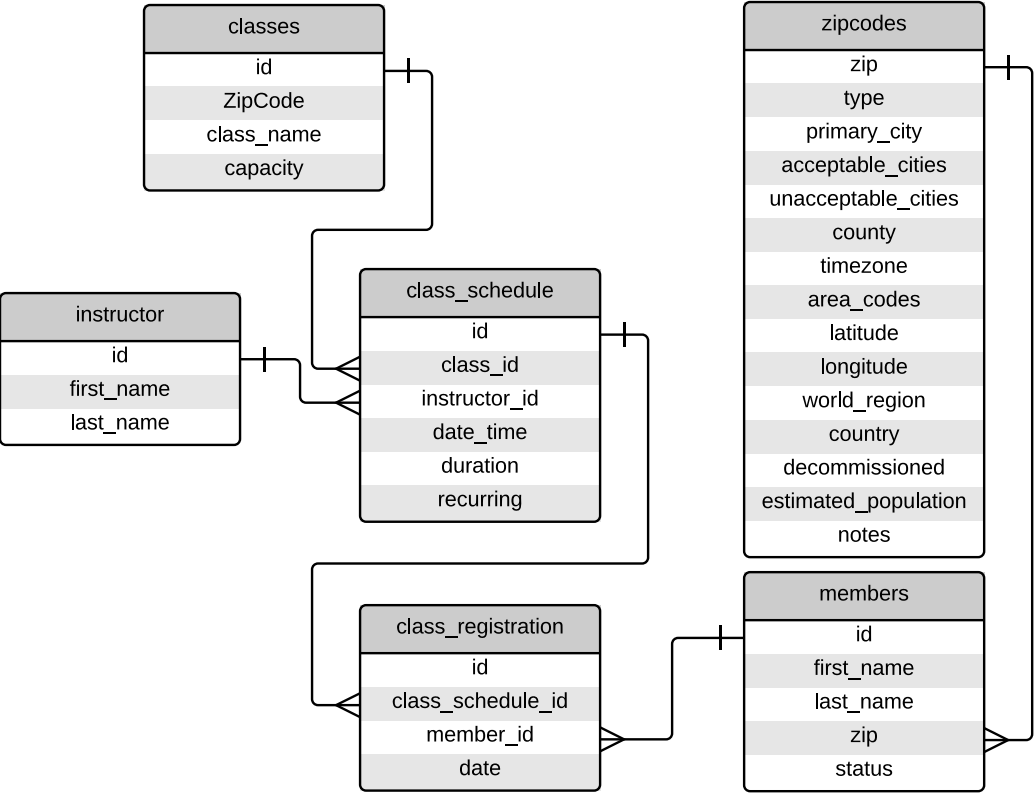 classes
id
ZipCode
class_name
capacity
zipcodes
zip
type
primary_city
acceptable_cities
unacceptable_cities
county
timezone
area_codes
latitude
longitude
world_region
country
decommissioned
estimated_population
notes
instructor
id
first_name
last_name
class_schedule
id
class_id
instructor_id
date_time
duration
recurring
class_registration
id
class_schedule_id
member_id
date
members
id
first_name
last_name
zip
status